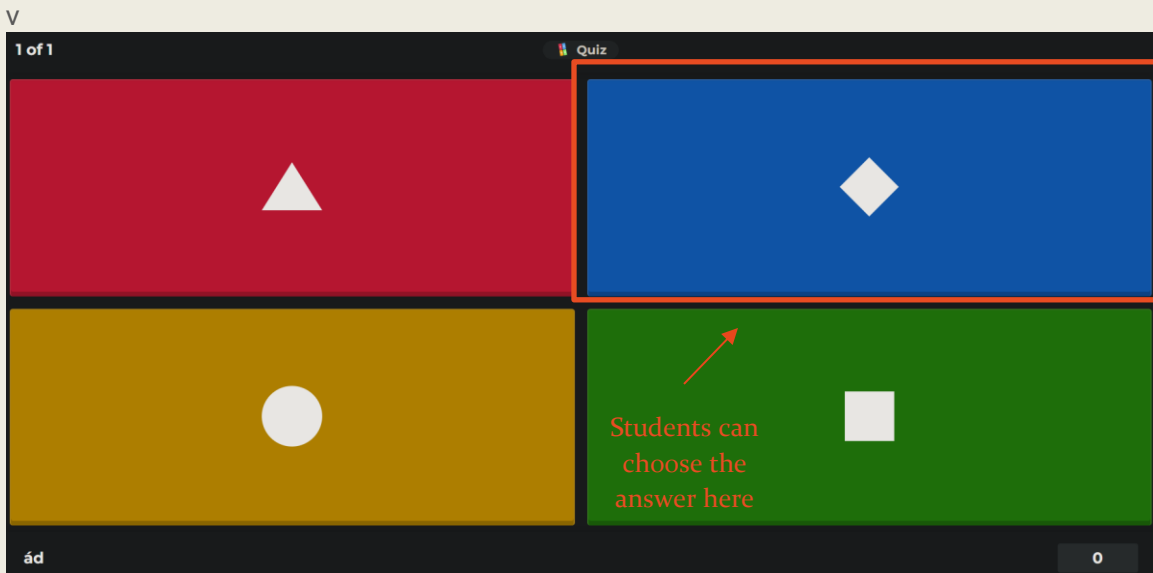 V
1 of 1
Quiz
Students can
choose the
answer here
ád
0